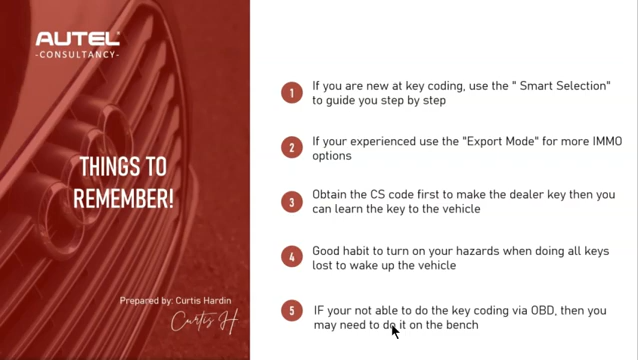 AUTEL
-CONSULTANCY-
THINGS TO
REMEMBER!
Prepared by: Curtis Hardin
Curtis H
1
If you are new at key coding, use the " Smart Selection"
to guide you step by step
2
If your experienced use the "Export Mode" for more IMMO
options
3
Obtain the CS code first to make the dealer key then you
can learn the key to the vehicle
4
Good habit to turn on your hazards when doing all keys
lost to wake up the vehicle
5
IF your not able to do the key coding via OBD, then you
may need to do it on the bench